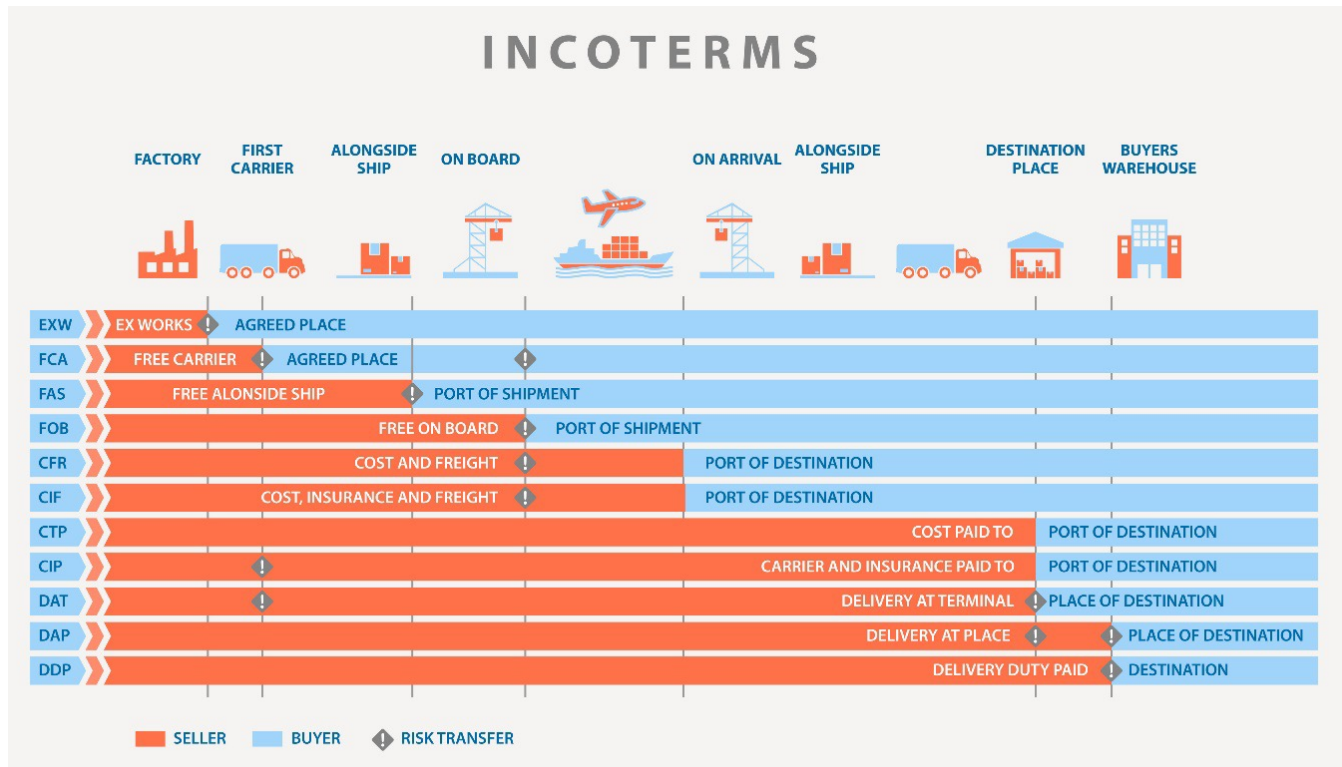 INCOTERMS
FACTORY
FIRST
CARRIER
ALONGSIDE
SHIP
ON BOARD
ON ARRIVAL
ALONGSIDE
SHIP
DESTINATION
PLACE
BUYERS
WAREHOUSE
EXW EX WORKS ! AGREED PLACE
FCA FREE CARRIER ! AGREED PLACE !
FAS FREE ALONSIDE SHIP ! PORT OF SHIPMENT
FOB FREE ON BOARD ! PORT OF SHIPMENT
CFR COST AND FREIGHT ! PORT OF DESTINATION
CIF COST, INSURANCE AND FREIGHT ! PORT OF DESTINATION
CTP COST PAID TO PORT OF DESTINATION
CIP ! CARRIER AND INSURANCE PAID TO PORT OF DESTINATION
DAT ! DELIVERY AT TERMINAL ! PLACE OF DESTINATION
DAP DELIVERY AT PLACE ! ! PLACE OF DESTINATION
DDP DELIVERY DUTY PAID ! DESTINATION
SELLER BUYER ! RISK TRANSFER